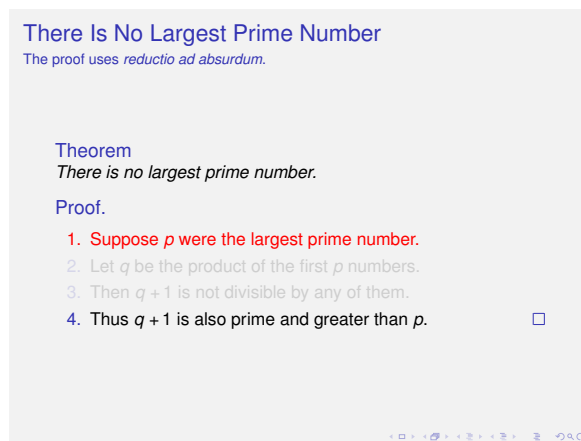 There Is No Largest Prime Number
The proof uses reductio ad absurdum.
Theorem
There is no largest prime number.
Proof.
1. Suppose p were the largest prime number.
2. Let q be the product of the first p numbers.
3. Then q + 1 is not divisible by any of them.
4. Thus q + 1 is also prime and greater than p.